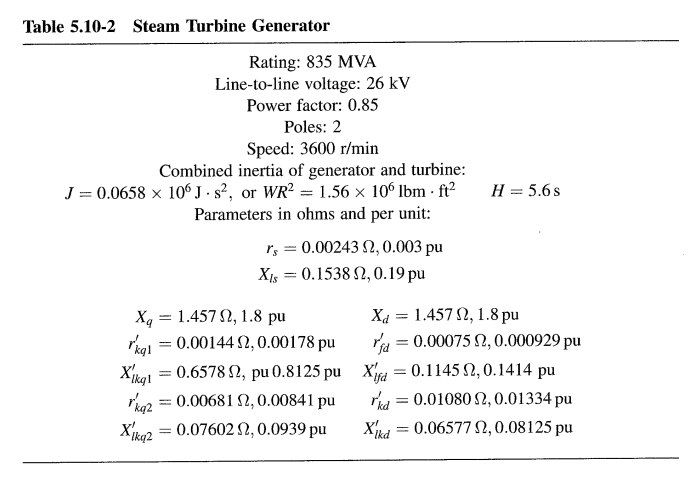 Table 5.10-2 Steam Turbine Generator
Rating: 835 MVA
Line-to-line voltage: 26 kV
Power factor: 0.85
Poles: 2
Speed: 3600 r/min
Combined inertia of generator and turbine:
J = 0.0658 × 10⁶ J · s², or WR² = 1.56 × 10⁶ lbm · ft² H = 5.6 s
Parameters in ohms and per unit:
rₛ = 0.00243 Ω, 0.003 pu
Xₗₛ = 0.1538 Ω, 0.19 pu
X_q = 1.457 Ω, 1.8 pu X_d = 1.457 Ω, 1.8 pu
r′_kq1 = 0.00144 Ω, 0.00178 pu r′_fd = 0.00075 Ω, 0.000929 pu
X′_lkq1 = 0.6578 Ω, pu 0.8125 pu X′_lfd = 0.1145 Ω, 0.1414 pu
r′_kq2 = 0.00681 Ω, 0.00841 pu r′_kd = 0.01080 Ω, 0.01334 pu
X′_lkq2 = 0.07602 Ω, 0.0939 pu X′_lkd = 0.06577 Ω, 0.08125 pu